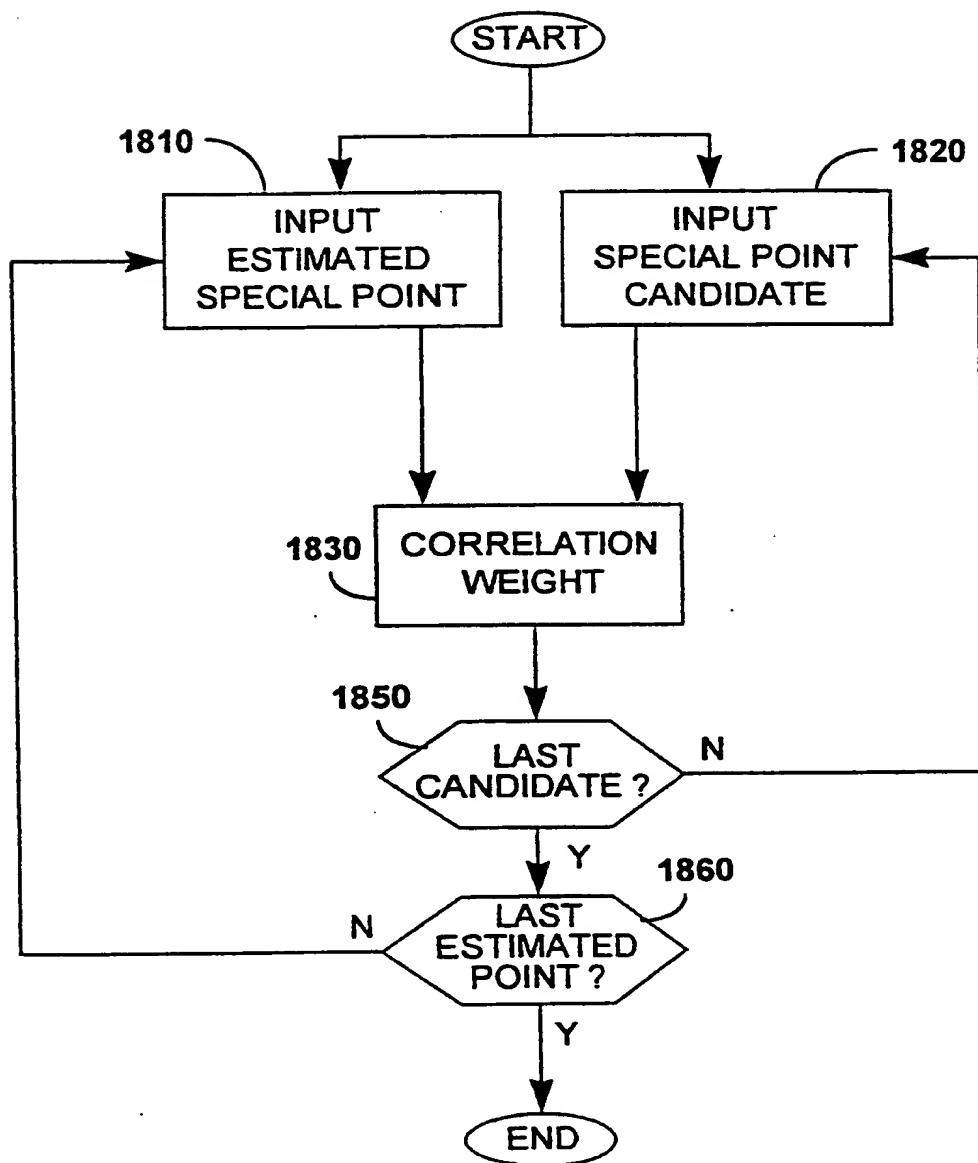 START
1810
1820
INPUT
ESTIMATED
SPECIAL POINT
INPUT
SPECIAL POINT
CANDIDATE
1830
CORRELATION
WEIGHT
1850
LAST
CANDIDATE ?
N
Y
1860
N
LAST
ESTIMATED
POINT ?
Y
END